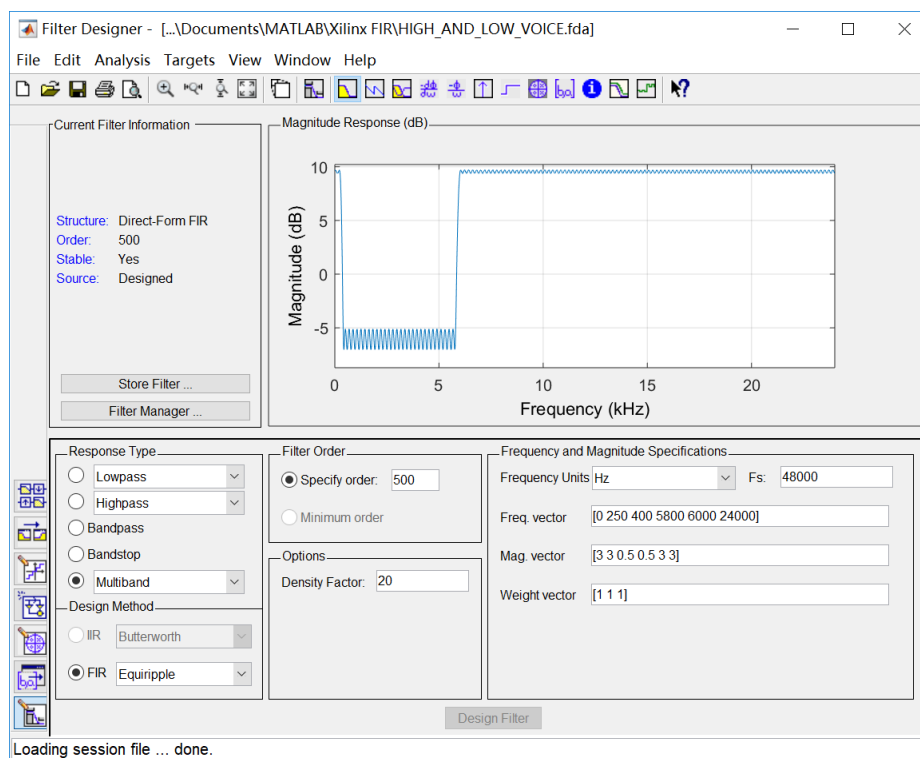 Filter Designer - [...\Documents\MATLAB\Xilinx FIR\HIGH_AND_LOW_VOICE.fda]
File Edit Analysis Targets View Window Help
Current Filter Information
Structure: Direct-Form FIR
Order: 500
Stable: Yes
Source: Designed
Store Filter ...
Filter Manager ...
Magnitude Response (dB)
10
5
0
-5
Magnitude (dB)
0 5 10 15 20
Frequency (kHz)
Response Type
Lowpass
Highpass
Bandpass
Bandstop
Multiband
Design Method
IIR Butterworth
FIR Equiripple
Filter Order
Specify order: 500
Minimum order
Options
Density Factor: 20
Frequency and Magnitude Specifications
Frequency Units Hz Fs: 48000
Freq. vector [0 250 400 5800 6000 24000]
Mag. vector [3 3 0.5 0.5 3 3]
Weight vector [1 1 1]
Design Filter
Loading session file ... done.